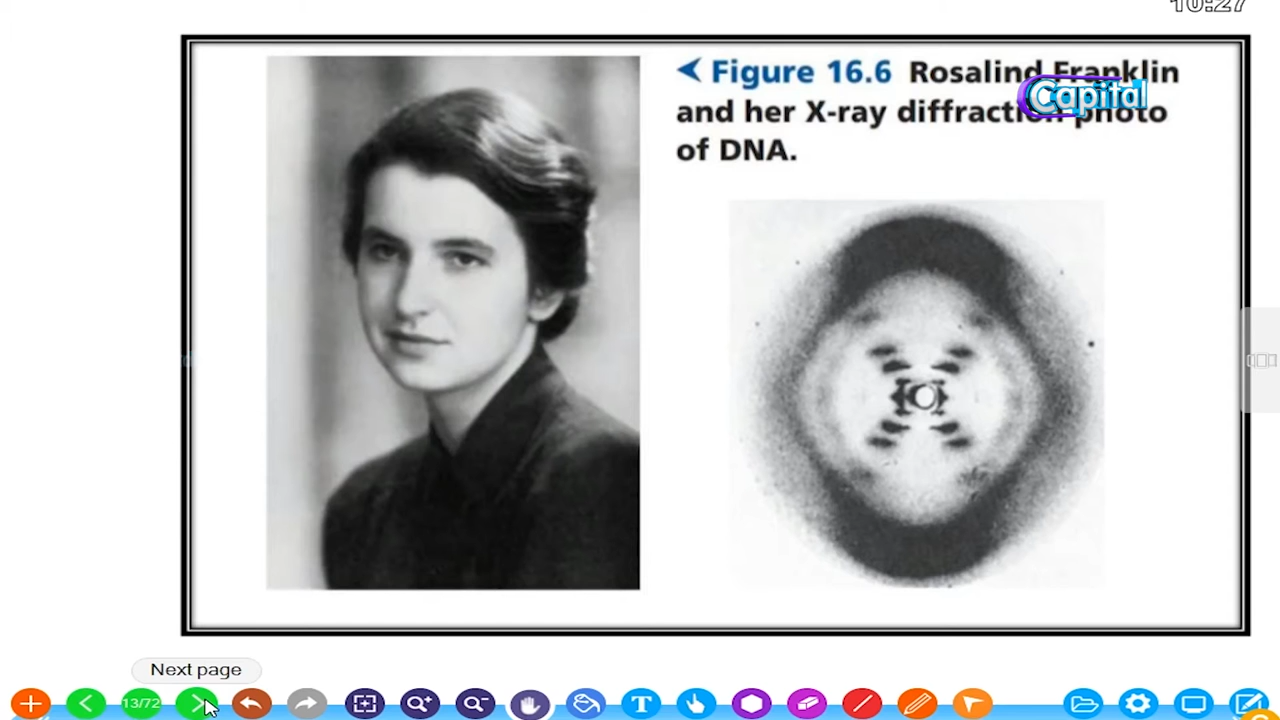 10:27
Figure 16.6 Rosalind Franklin
Capital
and her X-ray diffraction photo
of DNA.
Next page
13/72
T